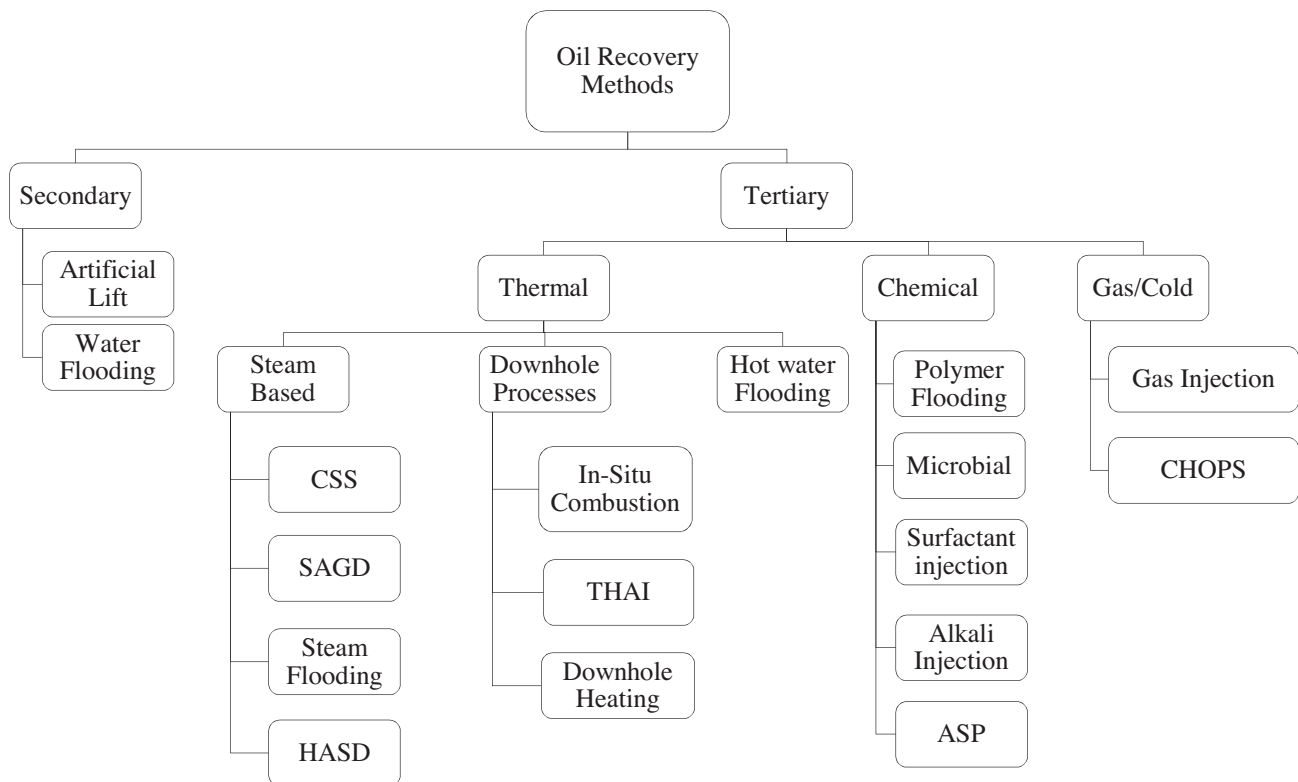 Oil Recovery
Methods
Secondary
Tertiary
Artificial
Lift
Water
Flooding
Thermal
Chemical
Gas/Cold
Steam
Based
Downhole
Processes
Hot water
Flooding
CSS
SAGD
Steam
Flooding
HASD
In-Situ
Combustion
THAI
Downhole
Heating
Polymer
Flooding
Microbial
Surfactant
injection
Alkali
Injection
ASP
Gas Injection
CHOPS